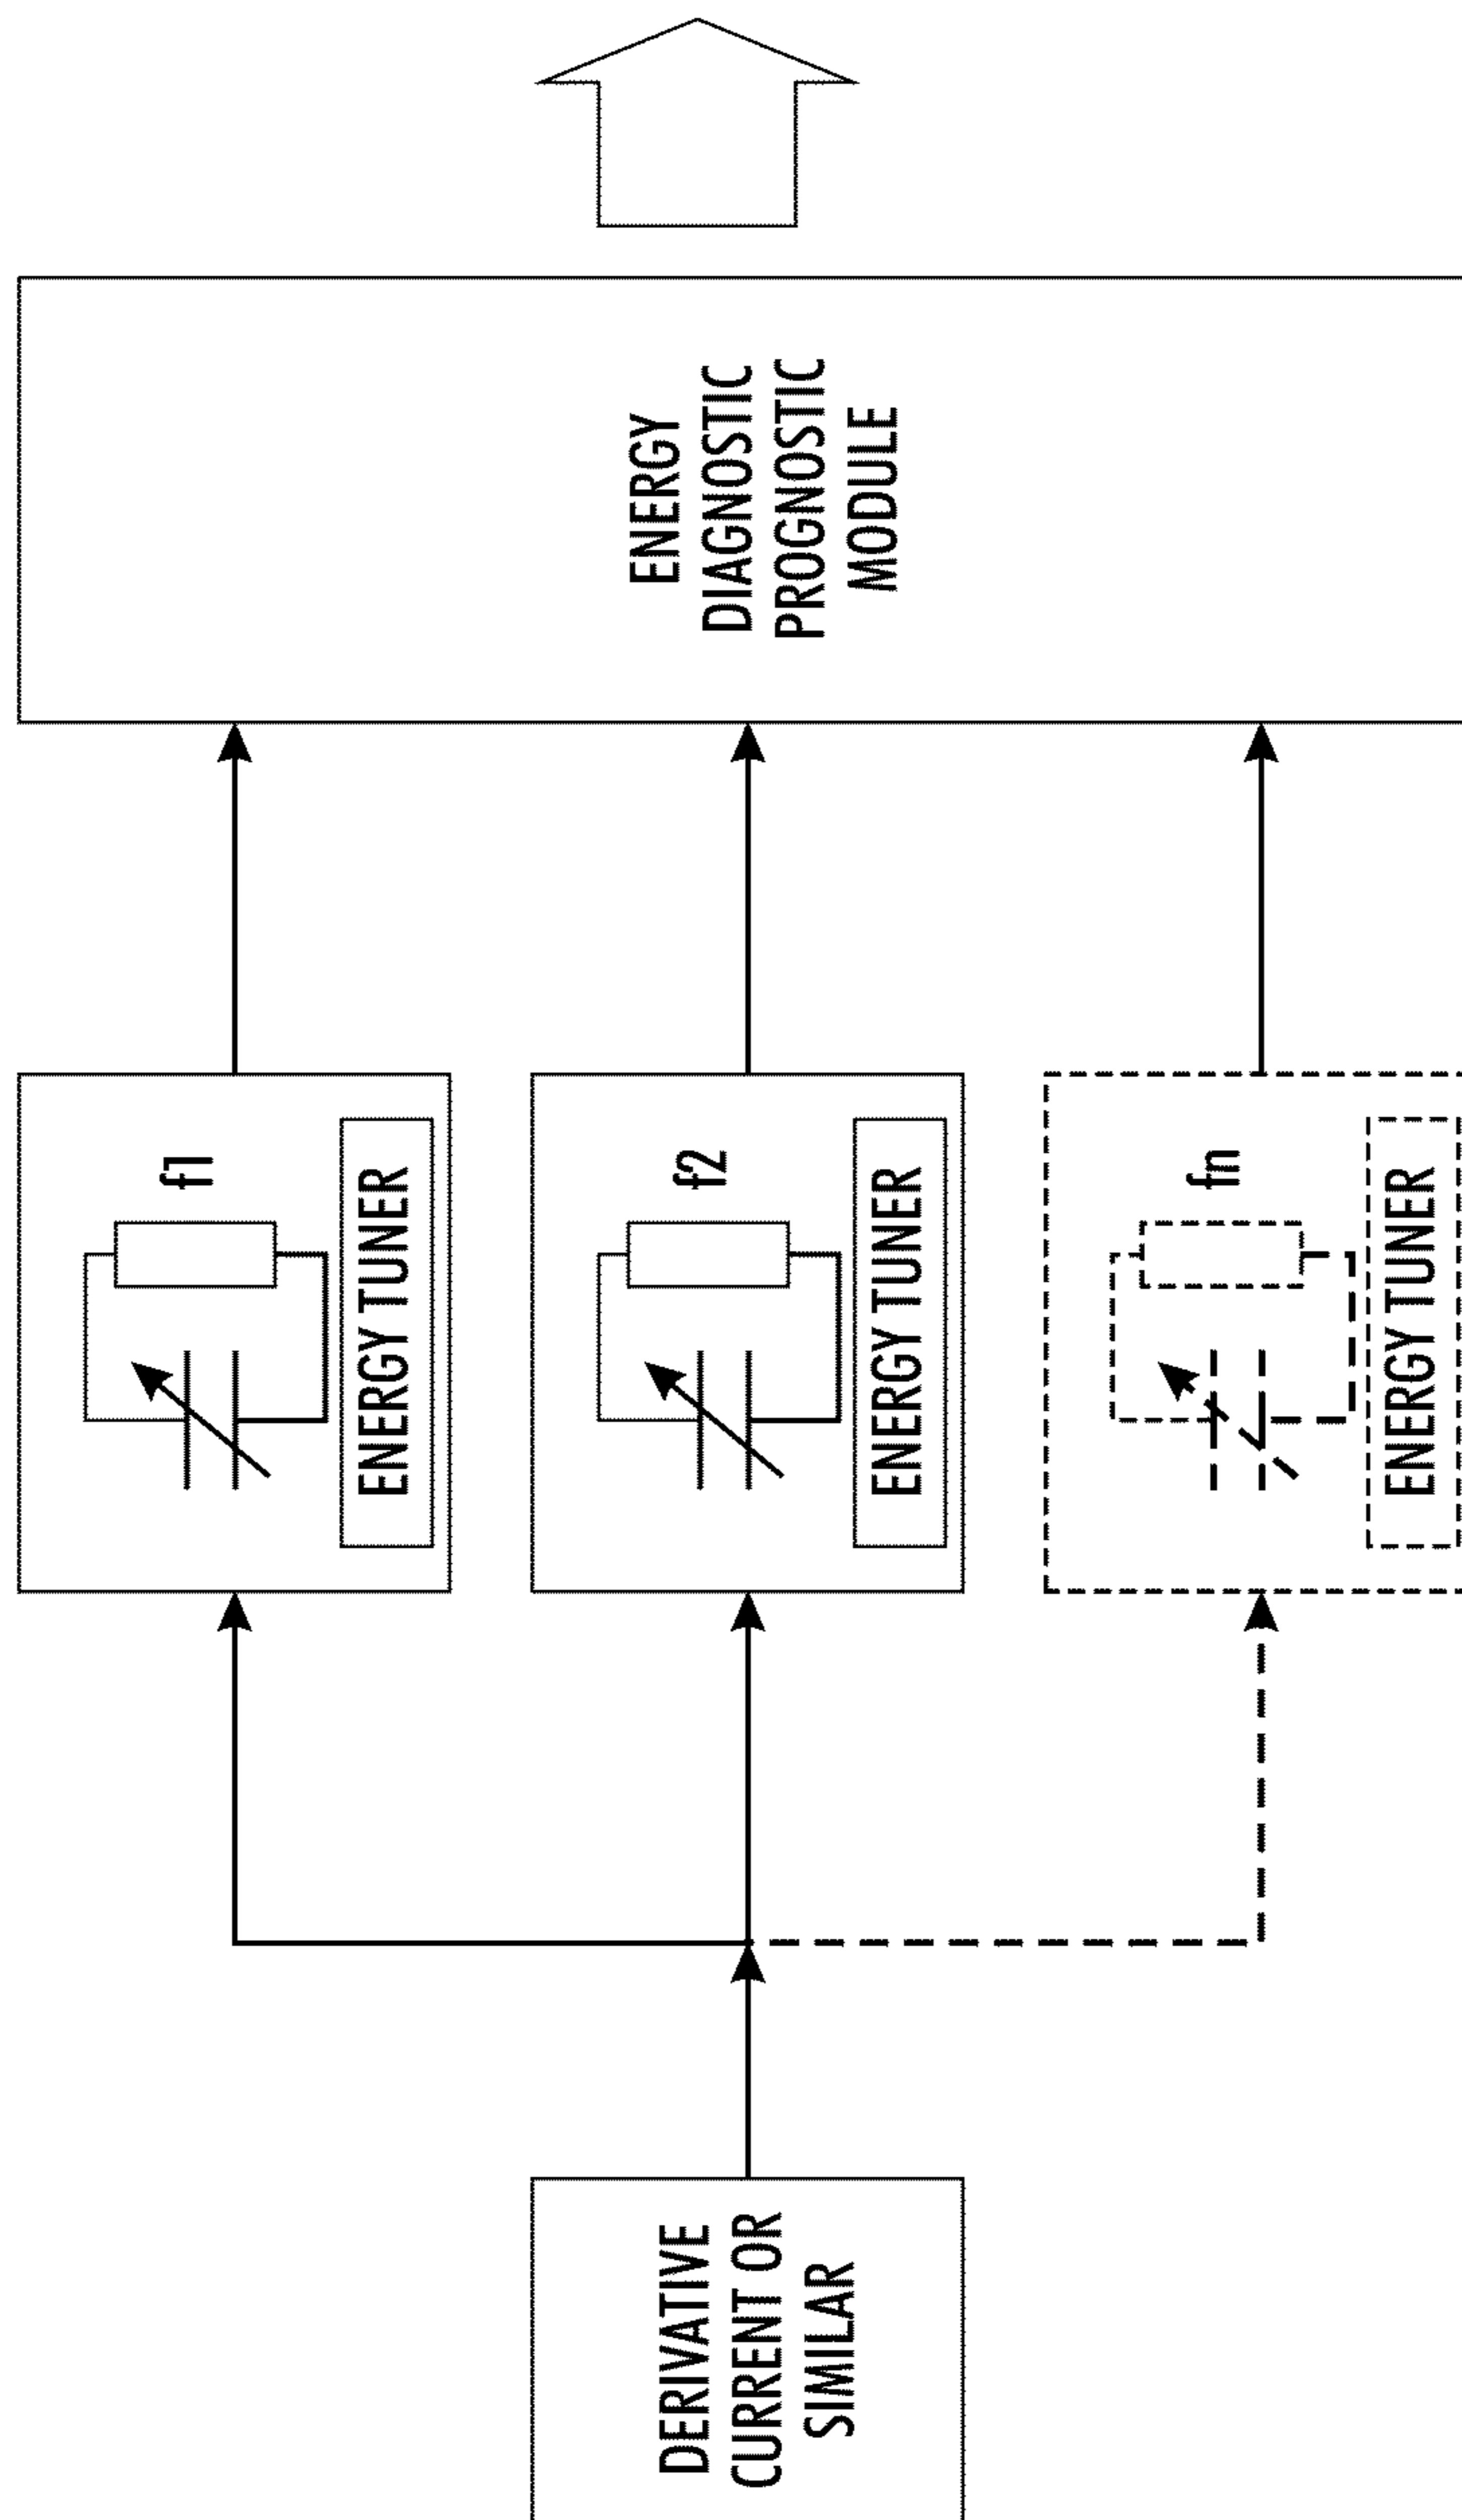 DERIVATIVE
CURRENT OR
SIMILAR
f1
ENERGY TUNER
f2
ENERGY TUNER
fn
ENERGY TUNER
ENERGY
DIAGNOSTIC
PROGNOSTIC
MODULE